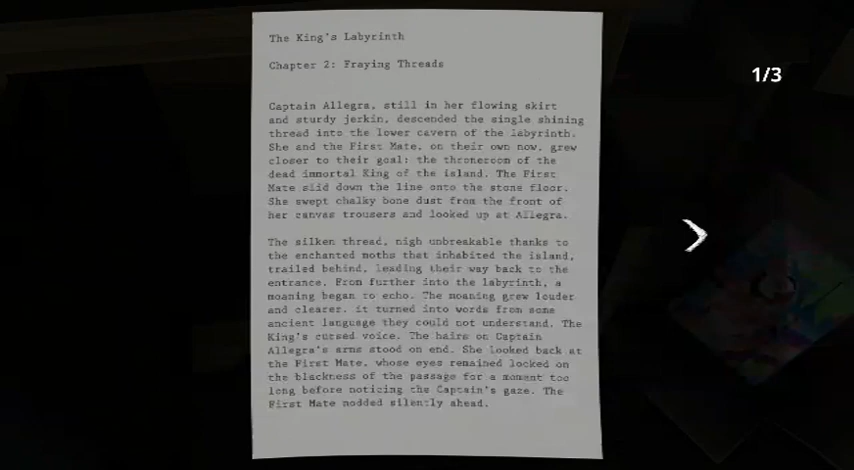 The King's Labyrinth
Chapter 2: Fraying Threads
1/3
Captain Allegra, still in her flowing skirt
and sturdy jerkin, descended the single shining
thread into the lower cavern of the labyrinth.
She and the First Mate, on their own now, grew
closer to their goal: the throneroom of the
dead immortal King of the island. The First
Mate slid down the line onto the stone floor.
She swept chalky bone dust from the front of
her canvas trousers and looked up at Allegra.
The silken thread, nigh unbreakable thanks to
the enchanted moths that inhabited the island,
trailed behind, leading their way back to the
entrance. From further into the labyrinth, a
moaning began to echo. The moaning grew louder
and clearer, it turned into words from some
ancient language they could not understand. The
King's cursed voice. The hairs on Captain
Allegra's arms stood on end. She looked back at
the First Mate, whose eyes remained locked on
the blackness of the passage for a moment too
long before noticing the Captain's gaze. The
First Mate nodded silently ahead.